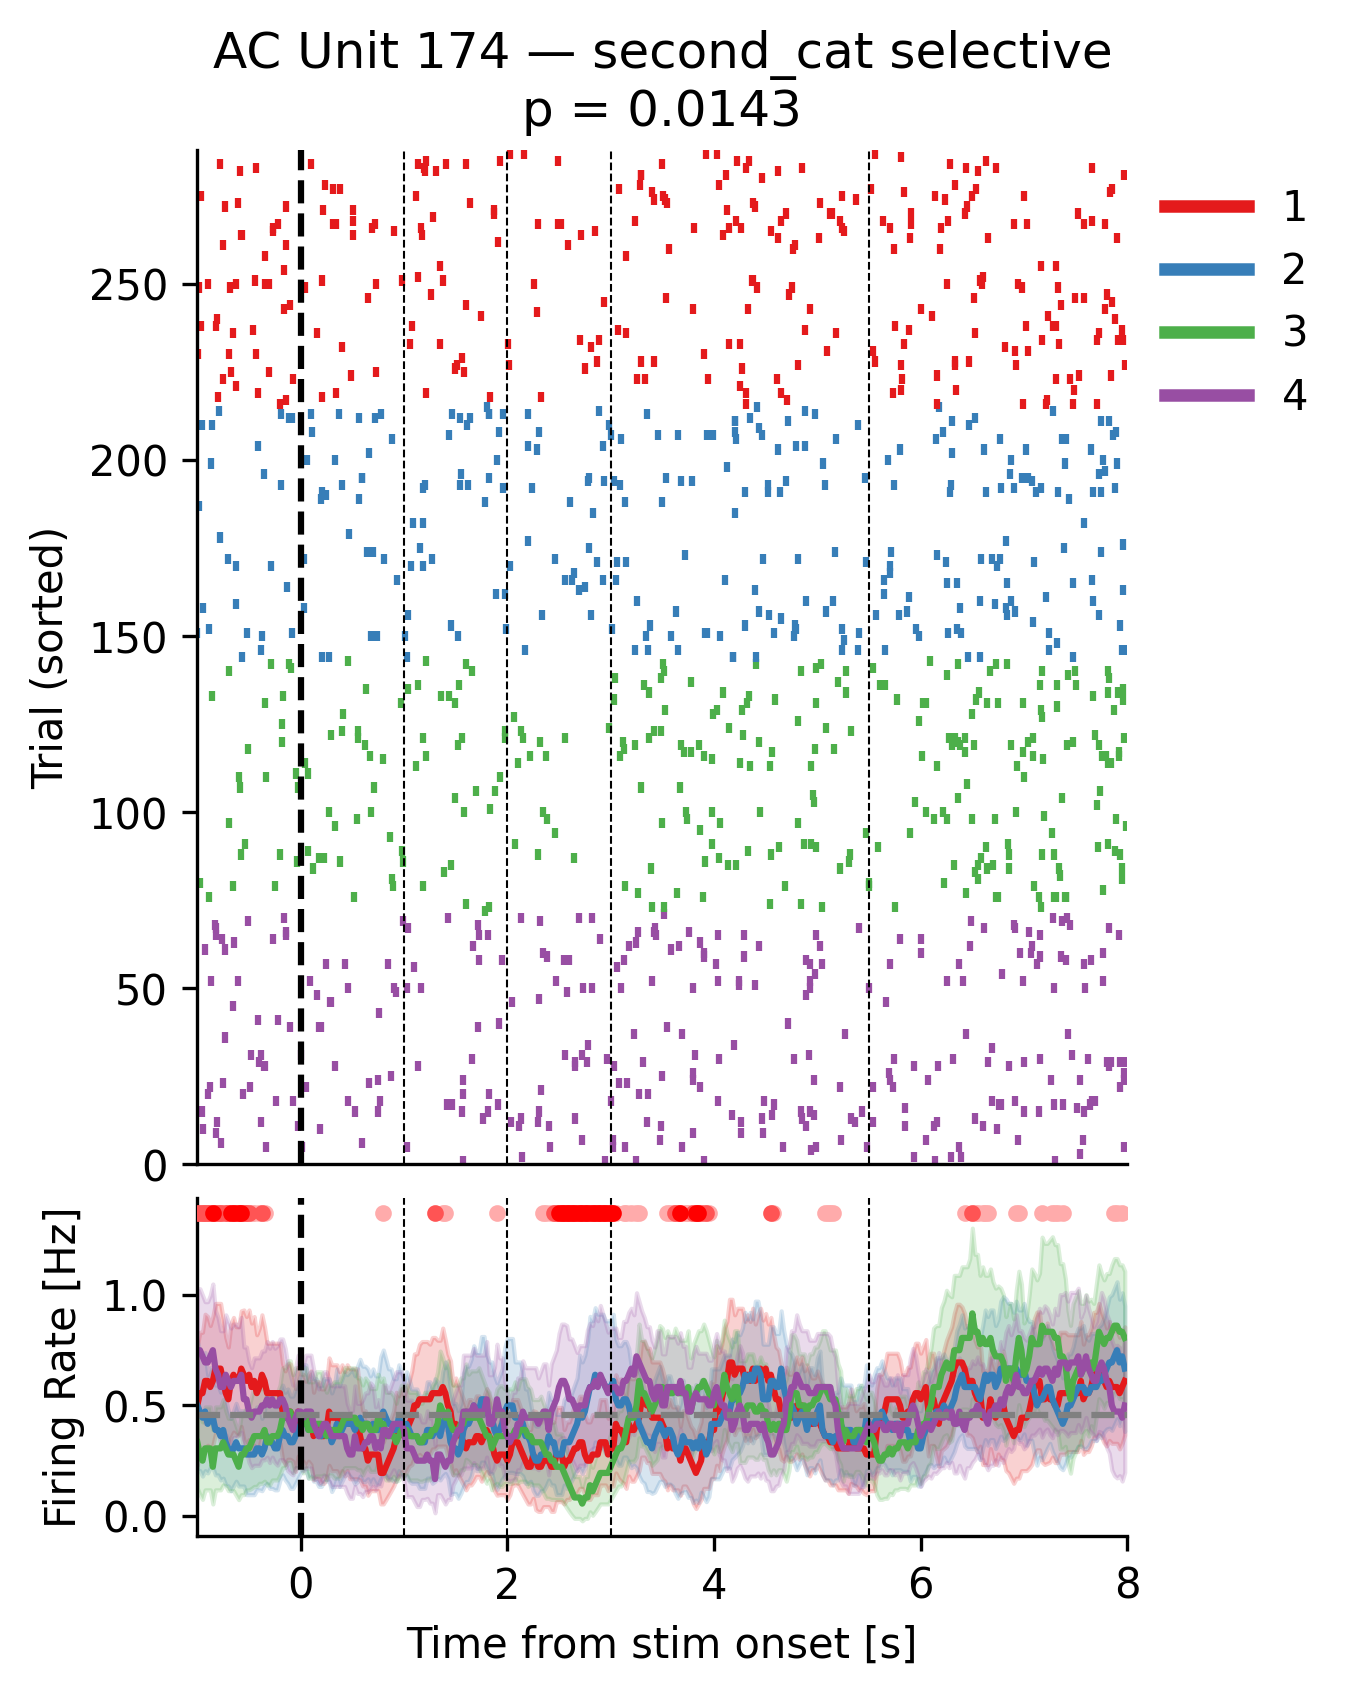 AC Unit 174 — second_cat selective
p = 0.0143
1
2
3
4
Trial (sorted)
250
200
150
100
50
0
Firing Rate [Hz]
1.0
0.5
0.0
0 2 4 6 8
Time from stim onset [s]